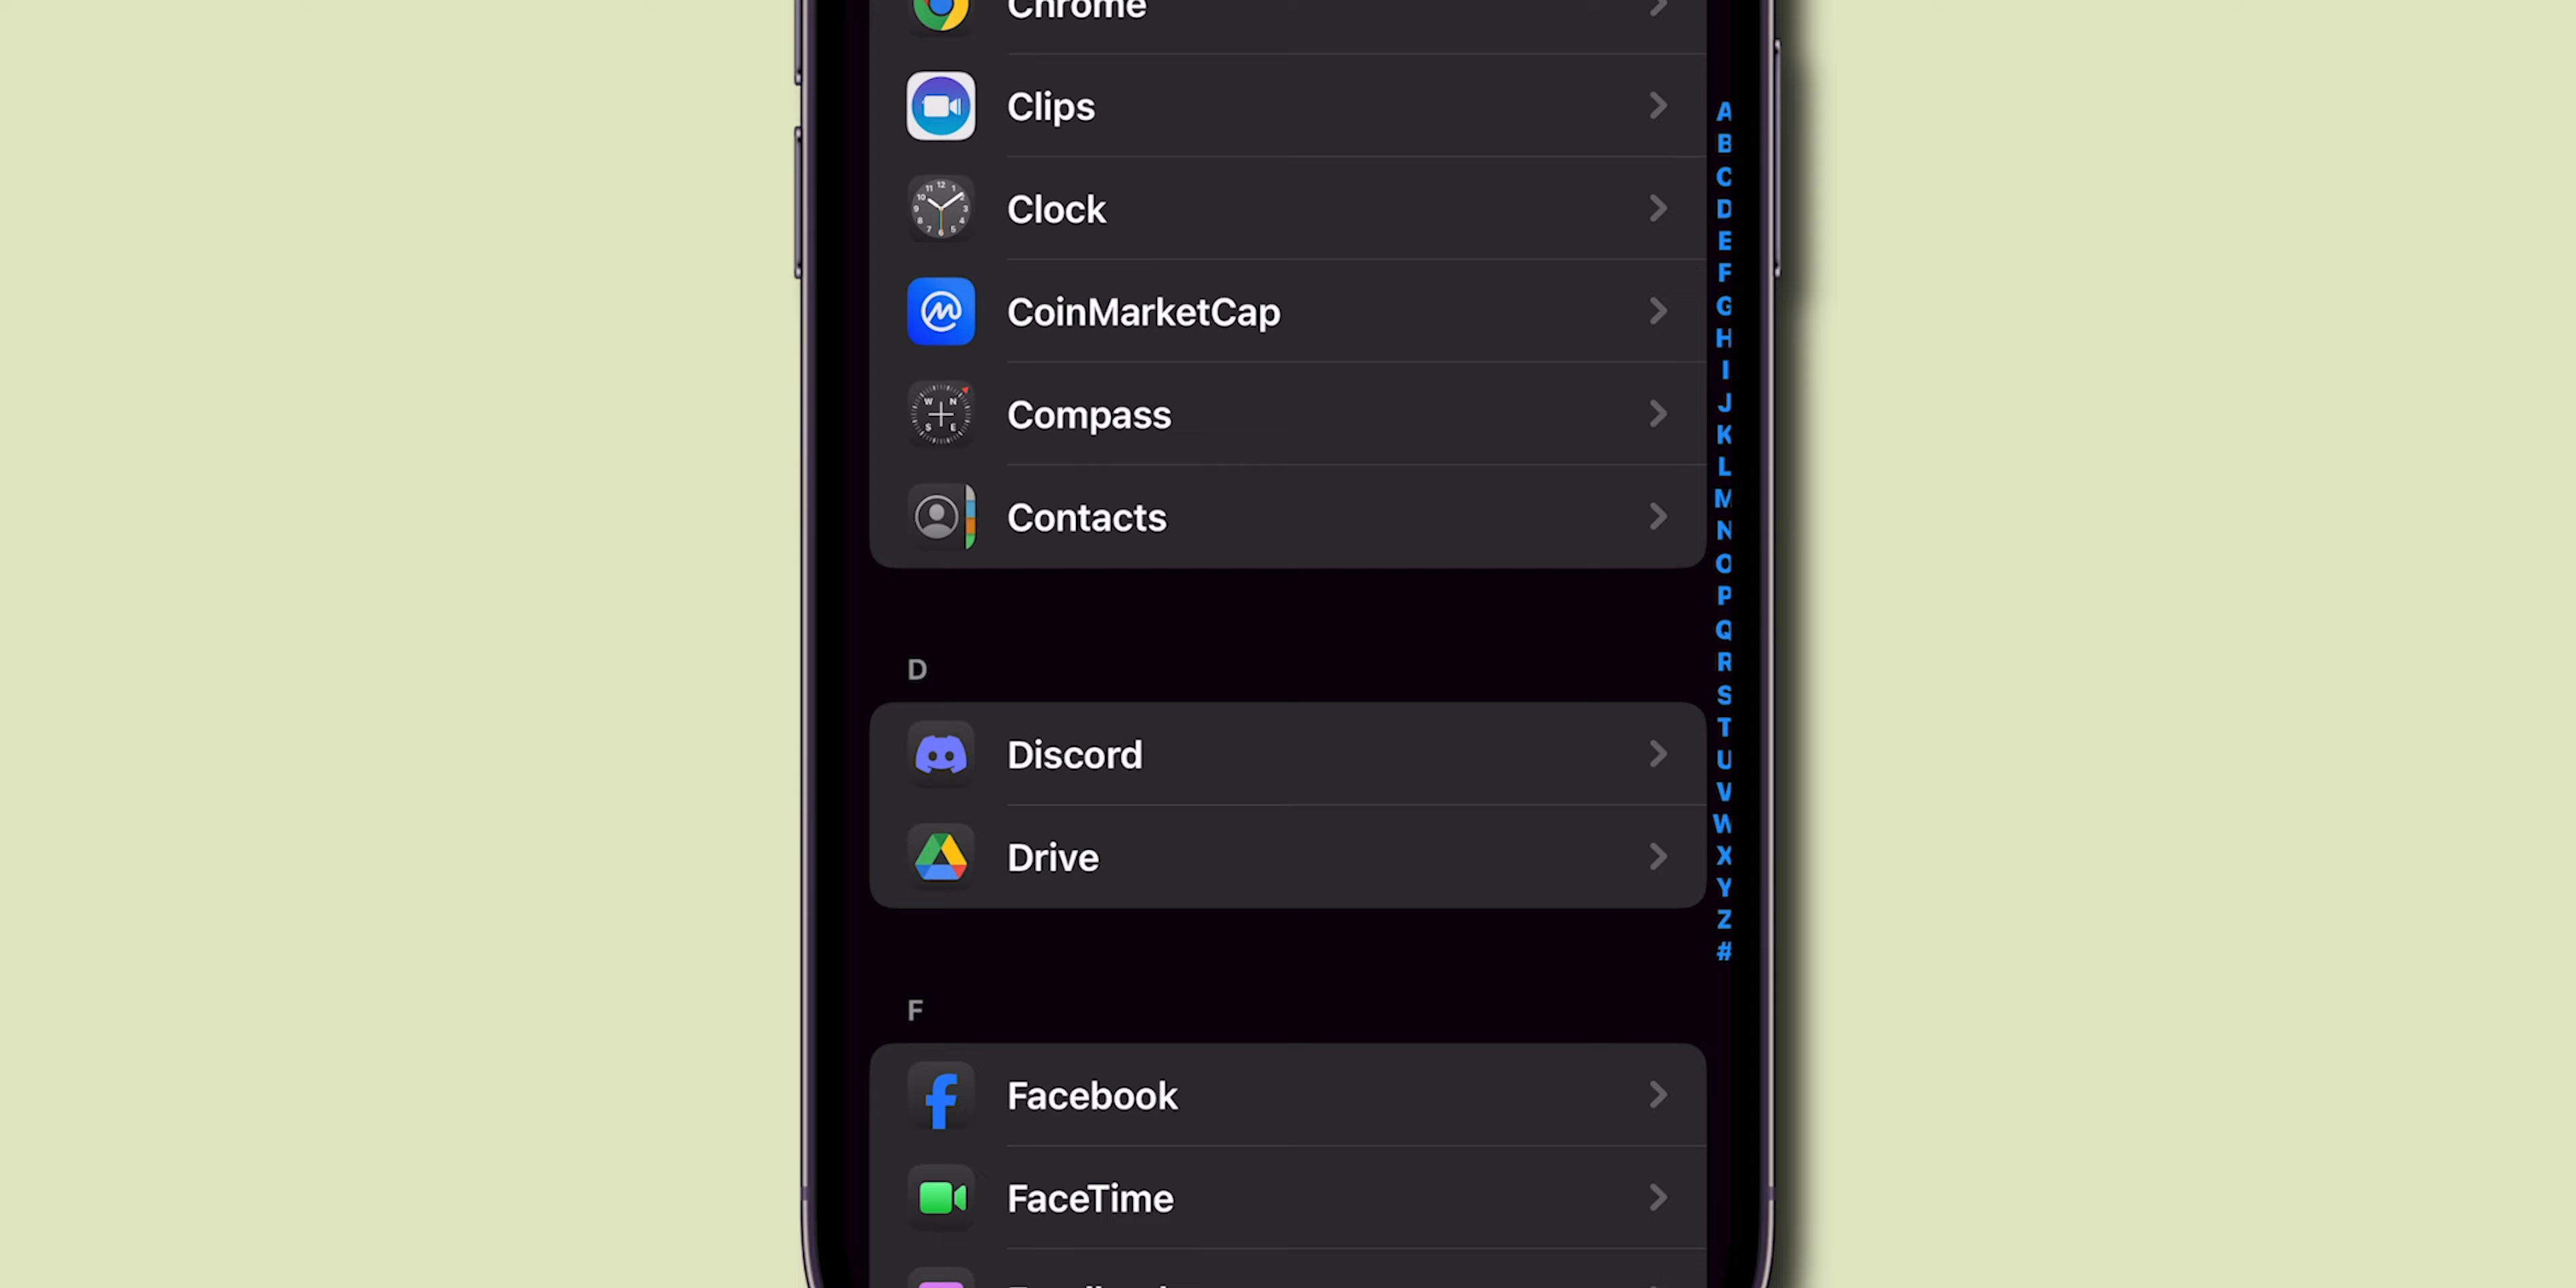 Chrome
Clips
Clock
CoinMarketCap
Compass
Contacts
D
Discord
Drive
F
Facebook
FaceTime
A
B
C
D
E
F
G
H
I
J
K
L
M
N
O
P
Q
R
S
T
U
V
W
X
Y
Z
#